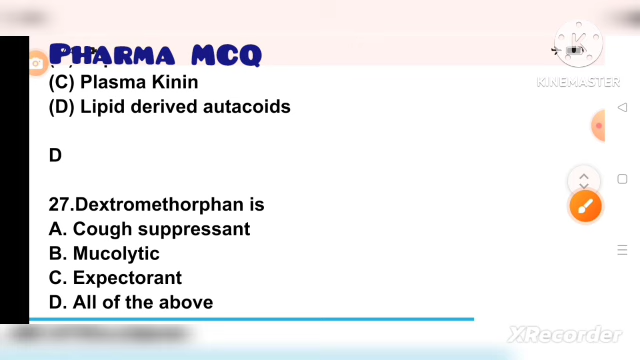 PHARMA MCQ
KINEMASTER
(C) Plasma Kinin
(D) Lipid derived autacoids
D
27.Dextromethorphan is
A. Cough suppressant
B. Mucolytic
C. Expectorant
D. All of the above
XRecorder